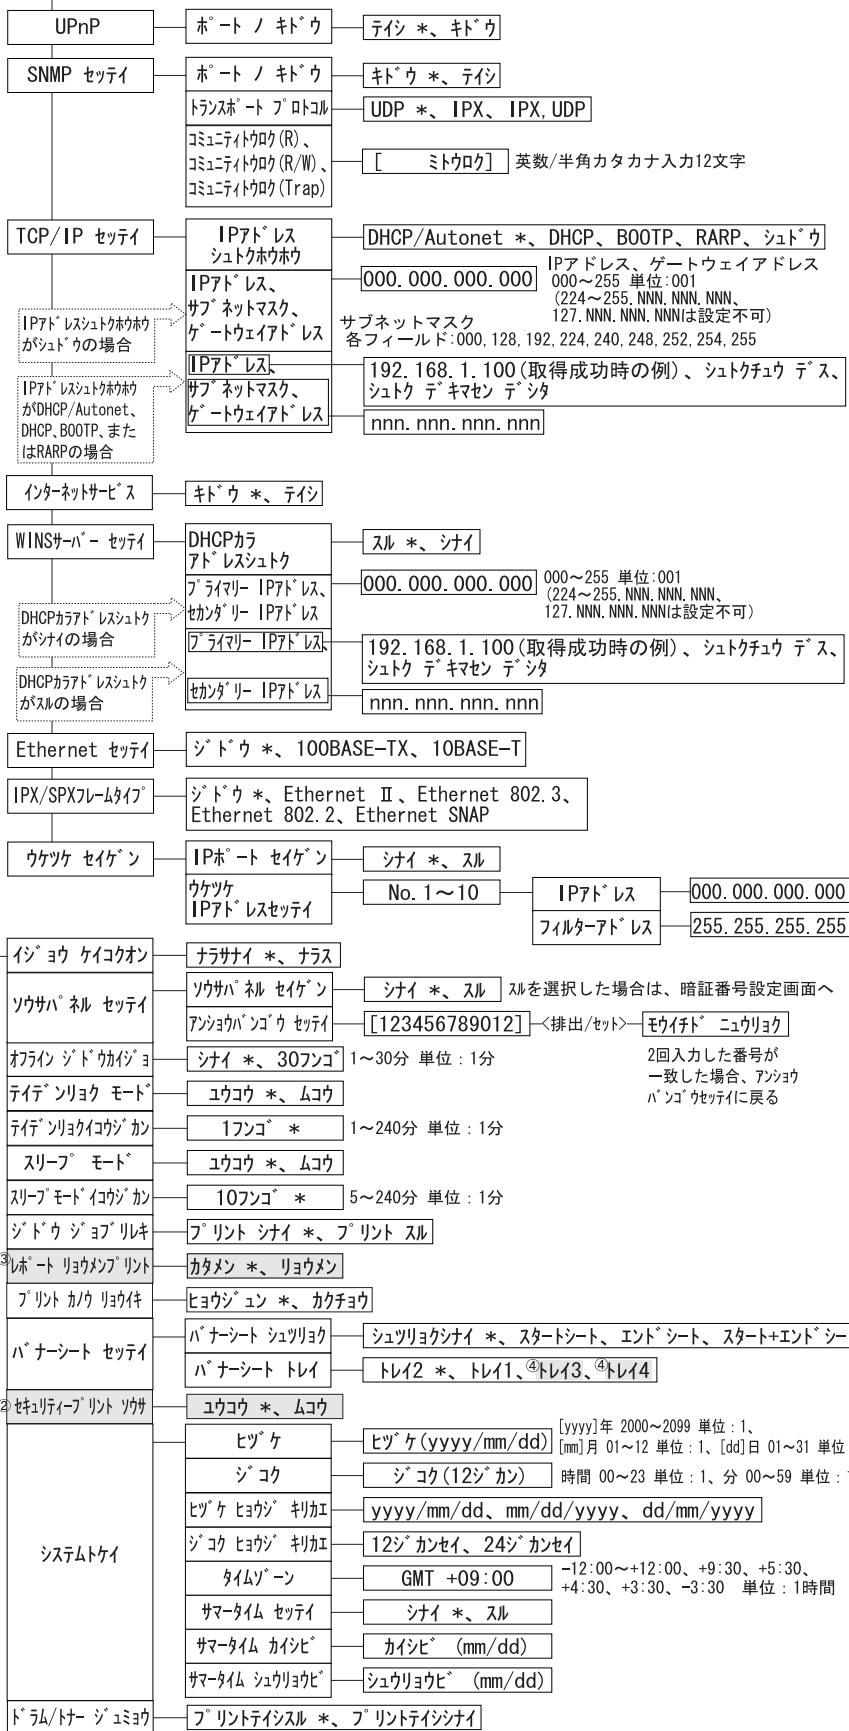 UPnP
ﾎﾟｰﾄ ﾉ ｷﾄﾞｳ
ﾃｲｼ *、ｷﾄﾞｳ
SNMP ｾｯﾃｲ
ﾎﾟｰﾄ ﾉ ｷﾄﾞｳ
ｷﾄﾞｳ *、ﾃｲｼ
ﾄﾗﾝｽﾎﾟｰﾄ ﾌﾟﾛﾄｺﾙ
UDP *、IPX、IPX,UDP
ｺﾐｭﾆﾃｨﾄｳﾛｸ(R)、
ｺﾐｭﾆﾃｨﾄｳﾛｸ(R/W)、
ｺﾐｭﾆﾃｨﾄｳﾛｸ(Trap)
[ ﾐﾄｳﾛｸ]
英数/半角カタカナ入力12文字
TCP/IP ｾｯﾃｲ
IPｱﾄﾞﾚｽ
ｼｭﾄｸﾎｳﾎｳ
DHCP/Autonet *、DHCP、BOOTP、RARP、ｼｭﾄﾞｳ
IPｱﾄﾞﾚｽ、
ｻﾌﾞﾈｯﾄﾏｽｸ、
ｹﾞｰﾄｳｪｲｱﾄﾞﾚｽ
000.000.000.000
IPアドレス、ゲートウェイアドレス
000～255 単位:001
(224～255.NNN.NNN.NNN、
127.NNN.NNN.NNNは設定不可)
サブネットマスク
各フィールド:000,128,192,224,240,248,252,254,255
IPｱﾄﾞﾚｽｼｭﾄｸﾎｳﾎｳ
がｼｭﾄﾞｳの場合
IPｱﾄﾞﾚｽ、
ｻﾌﾞﾈｯﾄﾏｽｸ、
ｹﾞｰﾄｳｪｲｱﾄﾞﾚｽ
192.168.1.100(取得成功時の例)、ｼｭﾄｸﾁｭｳ ﾃﾞｽ、
ｼｭﾄｸ ﾃﾞｷﾏｾﾝ ﾃﾞｼﾀ
nnn.nnn.nnn.nnn
IPｱﾄﾞﾚｽｼｭﾄｸﾎｳﾎｳ
がDHCP/Autonet、
DHCP、BOOTP、また
はRARPの場合
ｲﾝﾀｰﾈｯﾄｻｰﾋﾞｽ
ｷﾄﾞｳ *、ﾃｲｼ
WINSｻｰﾊﾞｰ ｾｯﾃｲ
DHCPｶﾗ
ｱﾄﾞﾚｽｼｭﾄｸ
ｽﾙ *、ｼﾅｲ
ﾌﾟﾗｲﾏﾘｰ IPｱﾄﾞﾚｽ、
ｾｶﾝﾀﾞﾘｰ IPｱﾄﾞﾚｽ
000.000.000.000
000～255 単位:001
(224～255.NNN.NNN.NNN、
127.NNN.NNN.NNNは設定不可)
DHCPｶﾗｱﾄﾞﾚｽｼｭﾄｸ
がｼﾅｲの場合
ﾌﾟﾗｲﾏﾘｰ IPｱﾄﾞﾚｽ、
192.168.1.100(取得成功時の例)、ｼｭﾄｸﾁｭｳ ﾃﾞｽ、
ｼｭﾄｸ ﾃﾞｷﾏｾﾝ ﾃﾞｼﾀ
ｾｶﾝﾀﾞﾘｰ IPｱﾄﾞﾚｽ
nnn.nnn.nnn.nnn
DHCPｶﾗｱﾄﾞﾚｽｼｭﾄｸ
がｽﾙの場合
Ethernet ｾｯﾃｲ
ｼﾞﾄﾞｳ *、100BASE-TX、10BASE-T
IPX/SPXﾌﾚｰﾑﾀｲﾌﾟ
ｼﾞﾄﾞｳ *、Ethernet Ⅱ、Ethernet 802.3、
Ethernet 802.2、Ethernet SNAP
ｳｹﾂｹ ｾｲｹﾞﾝ
IPﾎﾟｰﾄ ｾｲｹﾞﾝ
ｼﾅｲ *、ｽﾙ
ｳｹﾂｹ
IPｱﾄﾞﾚｽｾｯﾃｲ
No.1～10
IPｱﾄﾞﾚｽ
000.000.000.000
ﾌｨﾙﾀｰｱﾄﾞﾚｽ
255.255.255.255
ｲｼﾞｮｳ ｹｲｺｸｵﾝ
ﾅﾗｻﾅｲ *、ﾅﾗｽ
ｿｳｻﾊﾟﾈﾙ ｾｯﾃｲ
ｿｳｻﾊﾟﾈﾙ ｾｲｹﾞﾝ
ｼﾅｲ *、ｽﾙ
ｽﾙを選択した場合は、暗証番号設定画面へ
ｱﾝｼｮｳﾊﾞﾝｺﾞｳ ｾｯﾃｲ
[123456789012]
<排出/ｾｯﾄ>
ﾓｳｲﾁﾄﾞ ﾆｭｳﾘｮｸ
2回入力した番号が
一致した場合、ｱﾝｼｮｳ
ﾊﾞﾝｺﾞｳｾｯﾃｲに戻る
ｵﾌﾗｲﾝ ｼﾞﾄﾞｳｶｲｼﾞｮ
ｼﾅｲ *、30ﾌﾝｺﾞ
1～30分 単位：1分
ﾃｲﾃﾞﾝﾘｮｸ ﾓｰﾄﾞ
ﾕｳｺｳ *、ﾑｺｳ
ﾃｲﾃﾞﾝﾘｮｸｲｺｳｼﾞｶﾝ
1ﾌﾝｺﾞ *
1～240分 単位：1分
ｽﾘｰﾌﾟ ﾓｰﾄﾞ
ﾕｳｺｳ *、ﾑｺｳ
ｽﾘｰﾌﾟﾓｰﾄﾞｲｺｳｼﾞｶﾝ
10ﾌﾝｺﾞ *
5～240分 単位：1分
ｼﾞﾄﾞｳ ｼﾞｮﾌﾞﾘﾚｷ
ﾌﾟﾘﾝﾄ ｼﾅｲ *、ﾌﾟﾘﾝﾄ ｽﾙ
③ﾚﾎﾟｰﾄ ﾘｮｳﾒﾝﾌﾟﾘﾝﾄ
ｶﾀﾒﾝ *、ﾘｮｳﾒﾝ
ﾌﾟﾘﾝﾄ ｶﾉｳ ﾘｮｳｲｷ
ﾋｮｳｼﾞｭﾝ *、ｶｸﾁｮｳ
ﾊﾞﾅｰｼｰﾄ ｾｯﾃｲ
ﾊﾞﾅｰｼｰﾄ ｼｭﾂﾘｮｸ
ｼｭﾂﾘｮｸｼﾅｲ *、ｽﾀｰﾄｼｰﾄ、ｴﾝﾄﾞｼｰﾄ、ｽﾀｰﾄ+ｴﾝﾄﾞｼｰ
ﾊﾞﾅｰｼｰﾄ ﾄﾚｲ
ﾄﾚｲ2 *、ﾄﾚｲ1、④ﾄﾚｲ3、④ﾄﾚｲ4
②ｾｷｭﾘﾃｨｰﾌﾟﾘﾝﾄ ｿｳｻ
ﾕｳｺｳ *、ﾑｺｳ
ｼｽﾃﾑﾄｹｲ
ﾋﾂﾞｹ
ﾋﾂﾞｹ(yyyy/mm/dd)
[yyyy]年 2000～2099 単位：1、
[mm]月 01～12 単位：1、[dd]日 01～31 単位
ｼﾞｺｸ
ｼﾞｺｸ(12ｼﾞｶﾝ)
時間 00～23 単位：1、分 00～59 単位：1
ﾋﾂﾞｹ ﾋｮｳｼﾞ ｷﾘｶｴ
yyyy/mm/dd、mm/dd/yyyy、dd/mm/yyyy
ｼﾞｺｸ ﾋｮｳｼﾞ ｷﾘｶｴ
12ｼﾞｶﾝｾｲ、24ｼﾞｶﾝｾｲ
ﾀｲﾑｿﾞｰﾝ
GMT +09:00
-12:00～+12:00、+9:30、+5:30、
+4:30、+3:30、-3:30 単位：1時間
ｻﾏｰﾀｲﾑ ｾｯﾃｲ
ｼﾅｲ *、ｽﾙ
ｻﾏｰﾀｲﾑ ｶｲｼﾋﾞ
ｶｲｼﾋﾞ (mm/dd)
ｻﾏｰﾀｲﾑ ｼｭｳﾘｮｳﾋﾞ
ｼｭｳﾘｮｳﾋﾞ (mm/dd)
ﾄﾞﾗﾑ/ﾄﾅｰ ｼﾞｭﾐｮｳ
ﾌﾟﾘﾝﾄﾃｲｼｽﾙ *、ﾌﾟﾘﾝﾄﾃｲｼｼﾅｲ